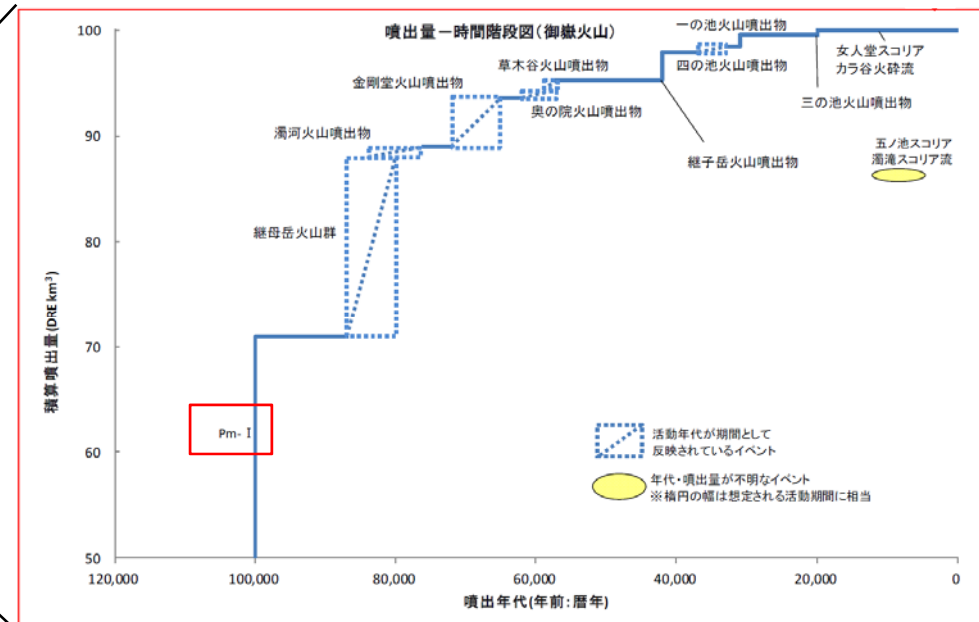 噴出量－時間階段図(御嶽火山)
一の池火山噴出物
女人堂スコリア
カラ谷火砕流
草木谷火山噴出物
四の池火山噴出物
金剛堂火山噴出物
三の池火山噴出物
奥の院火山噴出物
濁河火山噴出物
五ノ池スコリア
濁滝スコリア流
継子岳火山噴出物
継母岳火山群
Pm-Ⅰ
活動年代が期間として
反映されているイベント
年代・噴出量が不明なイベント
※楕円の幅は想定される活動期間に相当
積算噴出量(DRE km³)
100
90
80
70
60
50
120,000
100,000
80,000
60,000
40,000
20,000
0
噴出年代(年前:暦年)